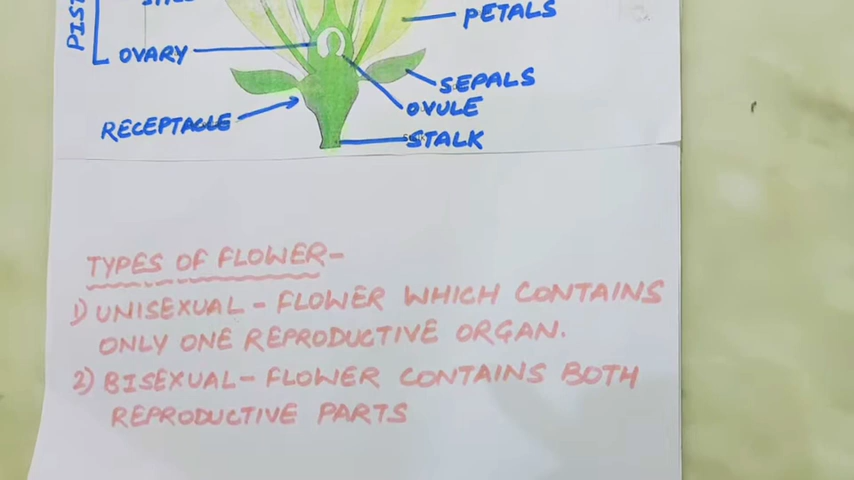 PETALS
OVARY
SEPALS
OVULE
RECEPTACLE
STALK
TYPES OF FLOWER-
1) UNISEXUAL - FLOWER WHICH CONTAINS
ONLY ONE REPRODUCTIVE ORGAN.
2) BISEXUAL - FLOWER CONTAINS BOTH
REPRODUCTIVE PARTS